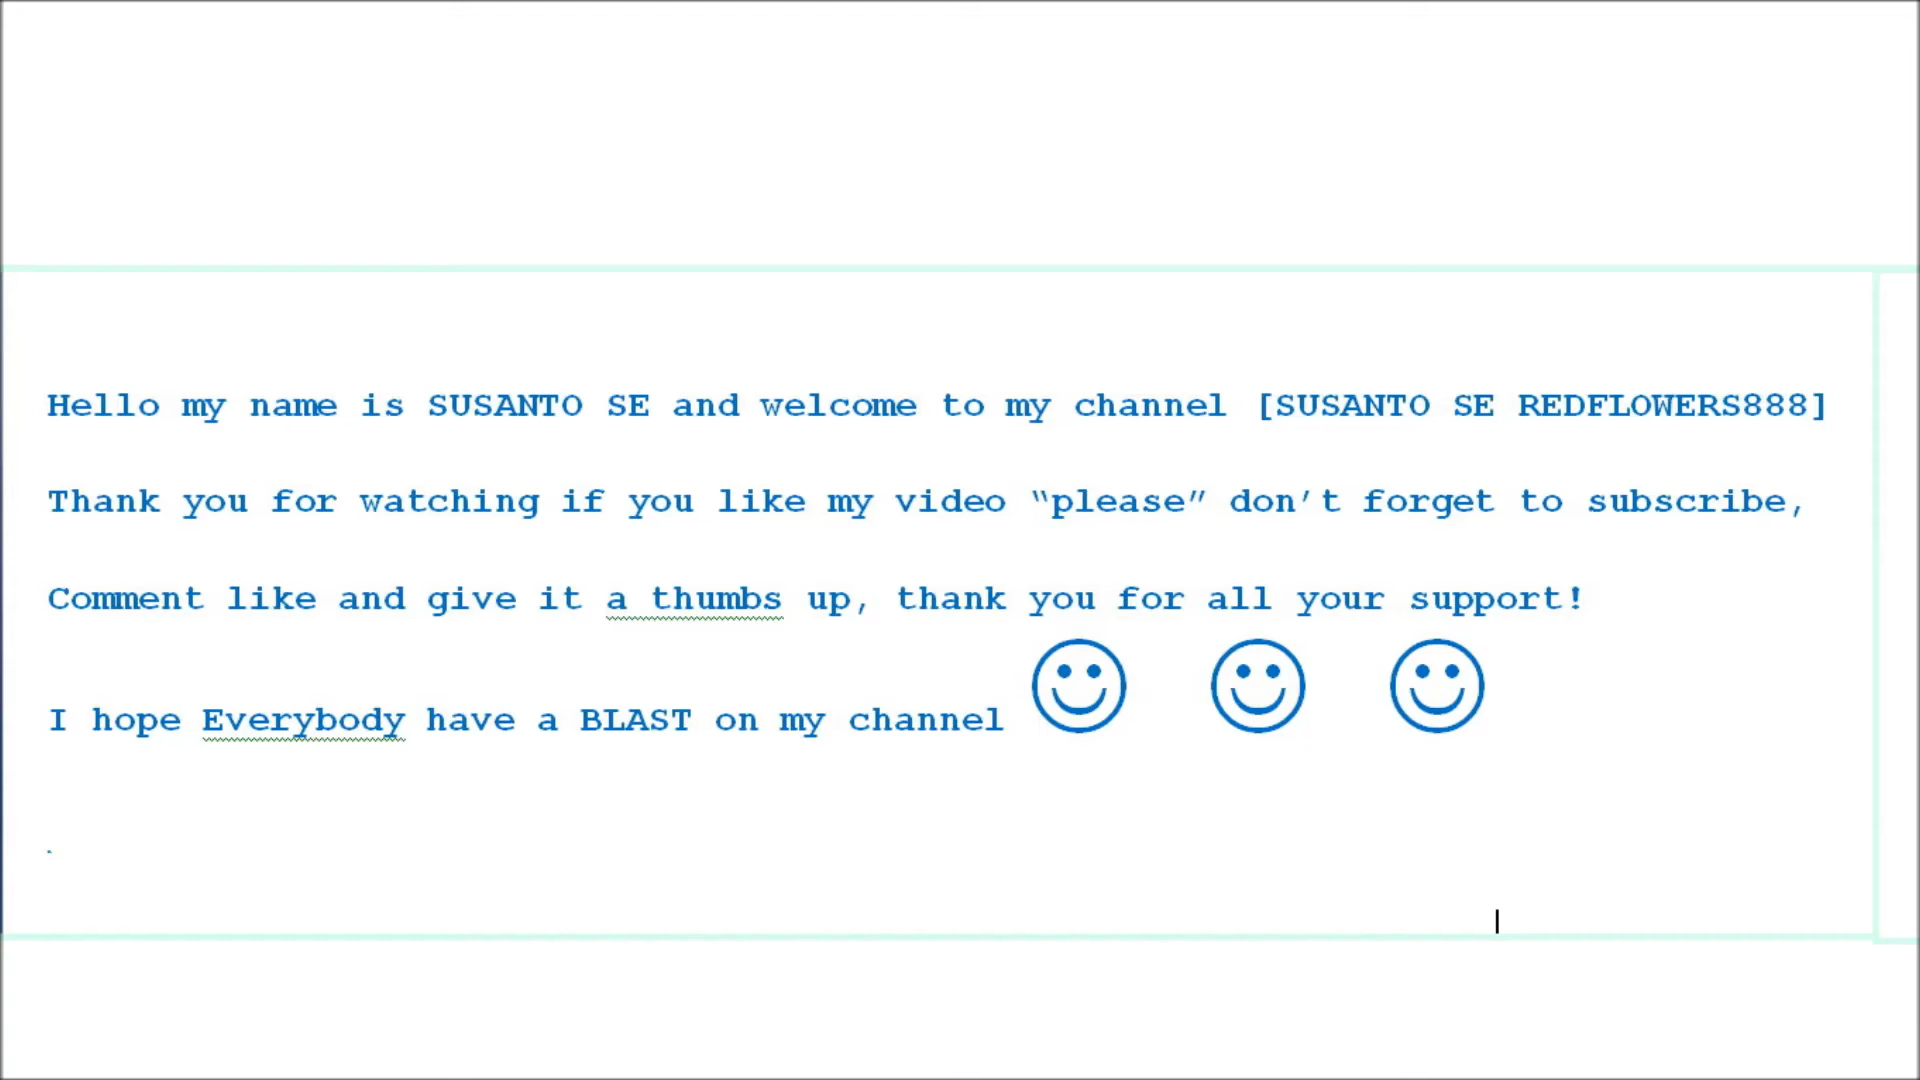 Hello my name is SUSANTO SE and welcome to my channel [SUSANTO SE REDFLOWERS888]
Thank you for watching if you like my video “please” don’t forget to subscribe,
Comment like and give it a thumbs up, thank you for all your support!
I hope Everybody have a BLAST on my channel ☺ ☺ ☺
.